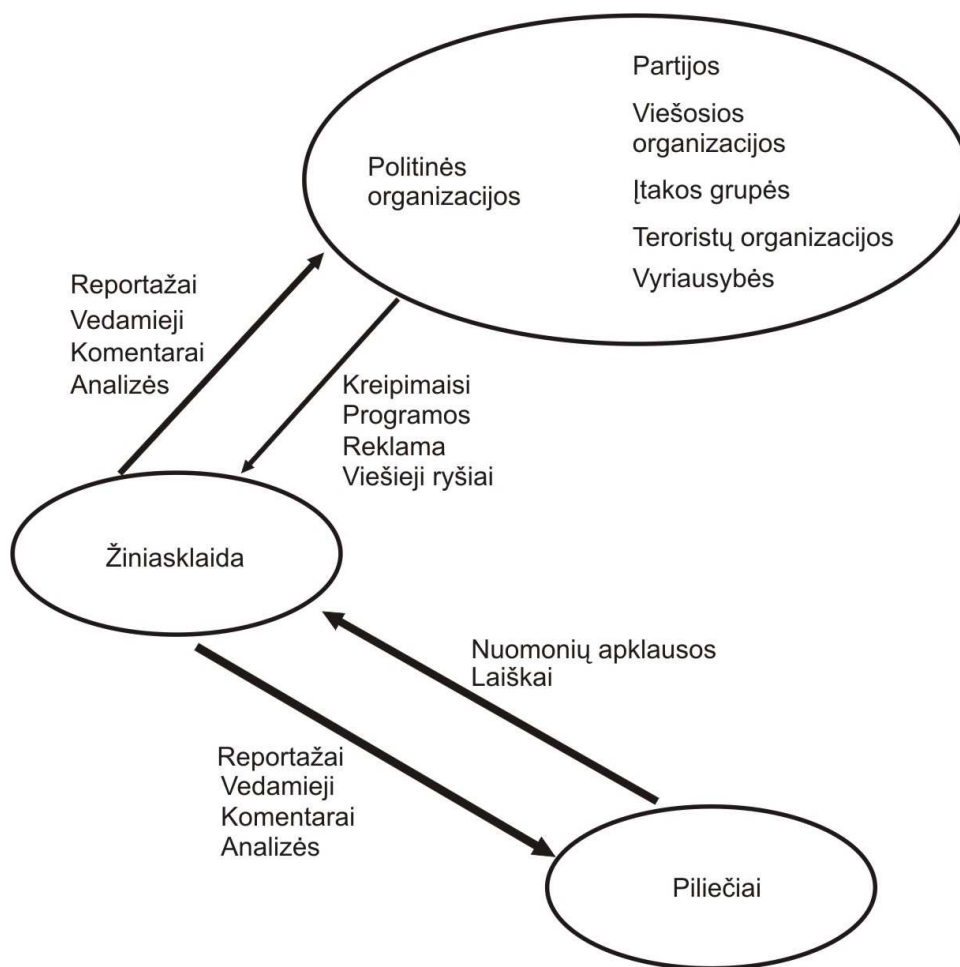 Politinės
organizacijos
Partijos
Viešosios
organizacijos
Įtakos grupės
Teroristų organizacijos
Vyriausybės
Reportažai
Vedamieji
Komentarai
Analizės
Kreipimaisi
Programos
Reklama
Viešieji ryšiai
Žiniasklaida
Nuomonių apklausos
Laiškai
Reportažai
Vedamieji
Komentarai
Analizės
Piliečiai